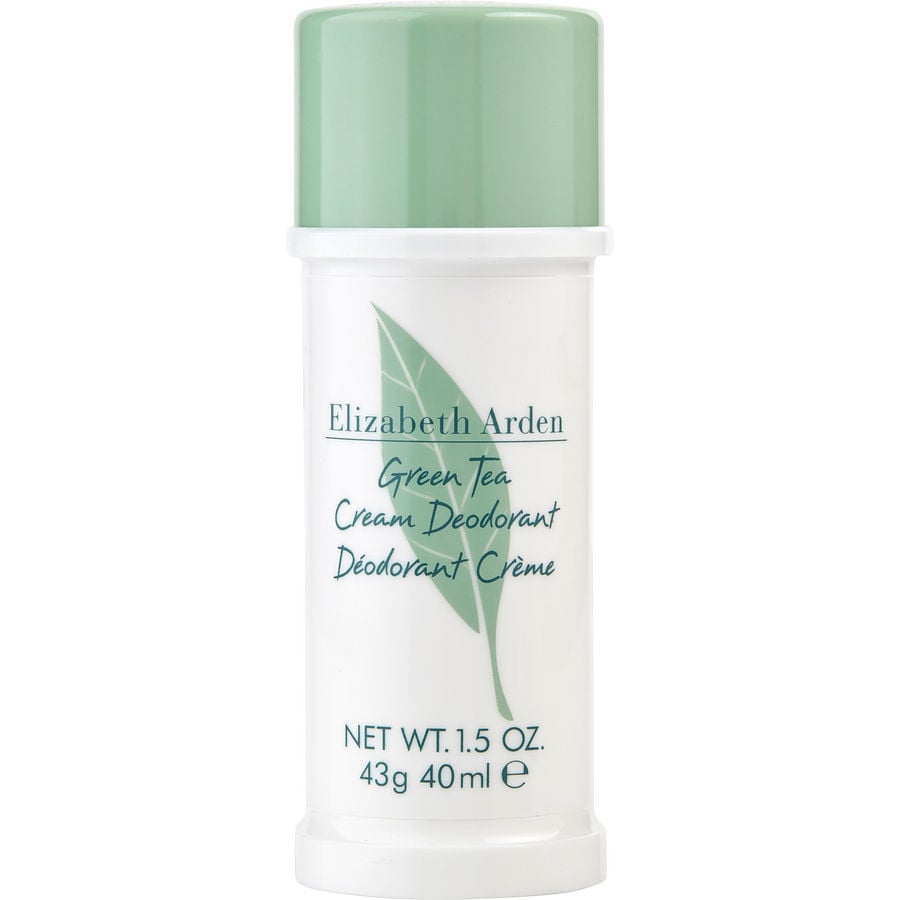 Elizabeth Arden
Green Tea
Cream Deodorant
Déodorant Crème
NET WT. 1.5 OZ.
43g 40ml ℮